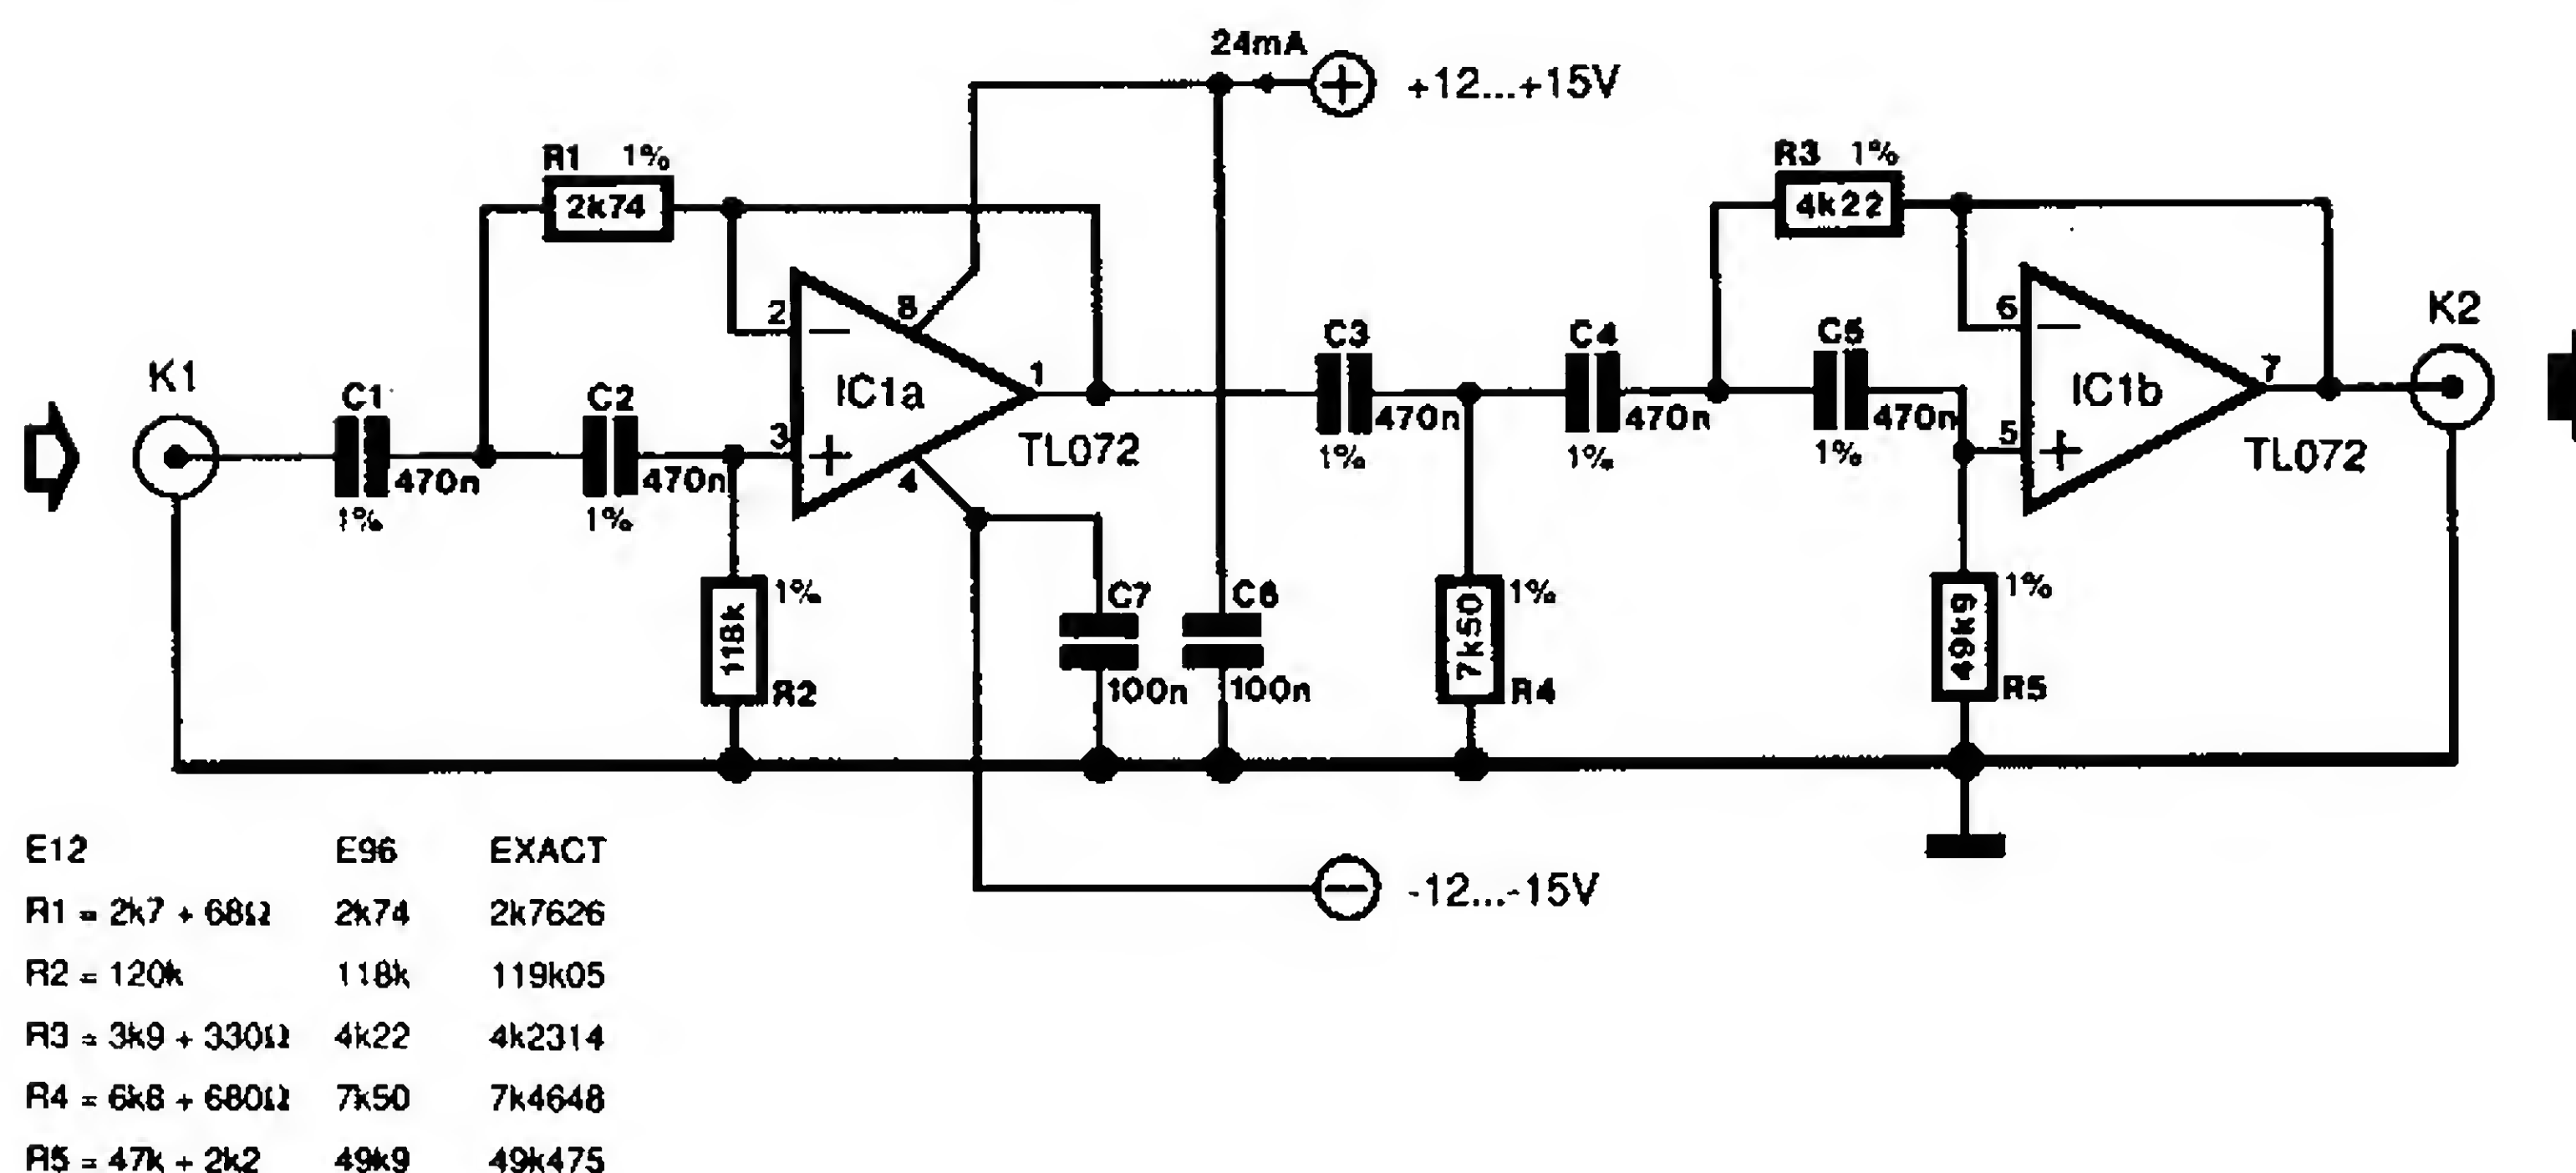 24mA
+12...+15V
R1 1%
2k74
R3 1%
4k22
K1
C1
470n
1%
C2
470n
1%
2
3
8
4
1
IC1a
TL072
C3
470n
1%
C4
470n
1%
C5
470n
1%
6
5
7
IC1b
TL072
K2
118k
1%
R2
C7
100n
C6
100n
7k50
1%
R4
49k9
1%
R5
-12...-15V
E12 E96 EXACT
R1 = 2k7 + 68Ω 2k74 2k7626
R2 = 120k 118k 119k05
R3 = 3k9 + 330Ω 4k22 4k2314
R4 = 6k8 + 680Ω 7k50 7k4648
R5 = 47k + 2k2 49k9 49k475